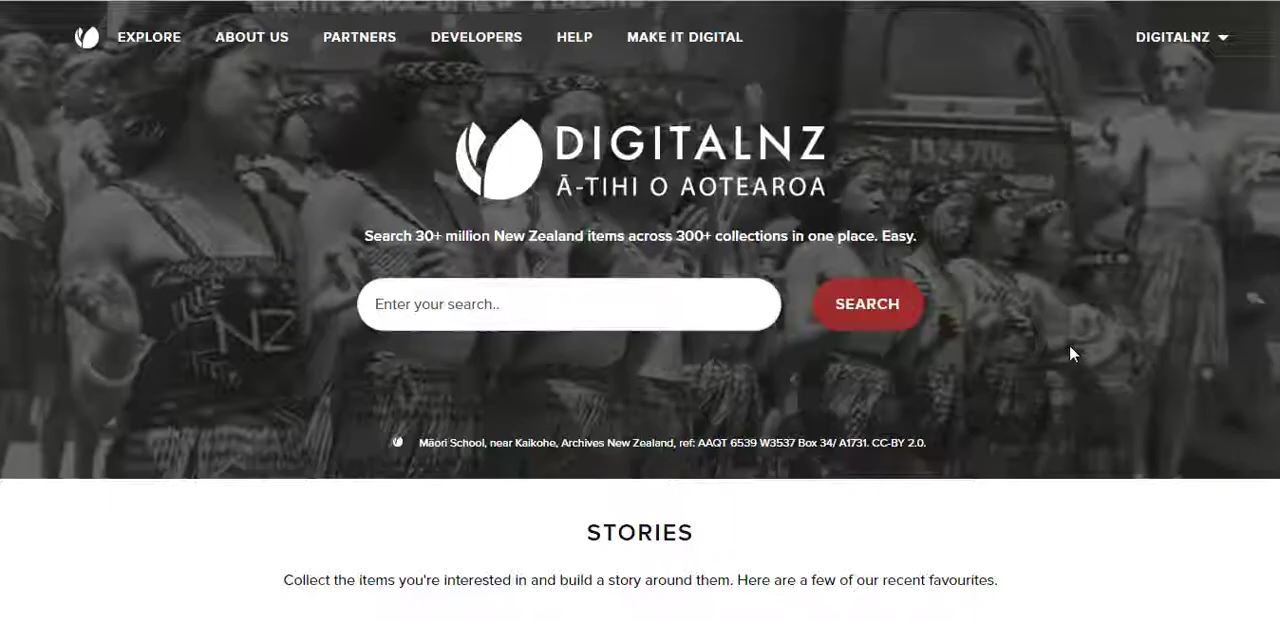 EXPLORE ABOUT US PARTNERS DEVELOPERS HELP MAKE IT DIGITAL DIGITALNZ
DIGITALNZ
Ā-TIHI O AOTEAROA
Search 30+ million New Zealand items across 300+ collections in one place. Easy.
Enter your search.. SEARCH
NZ
Māori School, near Kaikohe, Archives New Zealand, ref: AAQT 6539 W3537 Box 34/ A1731. CC-BY 2.0.
STORIES
Collect the items you're interested in and build a story around them. Here are a few of our recent favourites.